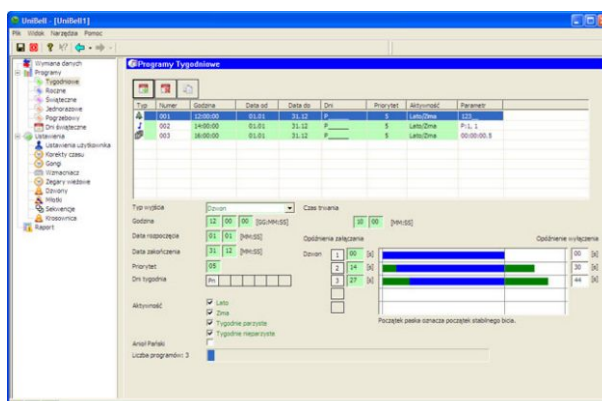 UniBell - [UniBell1]
Plik Widok Narzędzia Pomoc
Wymiana danych
Programy
Tygodniowe
Roczne
Świąteczne
Jednorazowe
Pogrzebowy
Dni świąteczne
Ustawienia
Ustawienia użytkownika
Korekty czasu
Gongi
Wzmacniacz
Zegary wieżowe
Dzwony
Młotki
Sekwencje
Krosownica
Raport
Programy Tygodniowe
Typ Numer Godzina Data od Data do Dni Priorytet Aktywność Parametr
001 12:00:00 01.01 31.12 P______ 5 Lato/Zima 123_
002 14:00:00 01.01 31.12 P______ 5 Lato/Zima P:1, 1
003 16:00:00 01.01 31.12 P______ 5 Lato/Zima 00:00:00.5
Typ wyjścia Dzwon Czas trwania
Godzina 12 00 00 [GG:MM:SS] 10 00 [MM:SS]
Data rozpoczęcia 01 01 [MM:SS] Opóźnienie załączenia Opóźnienie wyłączenia
Data zakończenia 31 12 [MM:SS] Dzwon 1 00 [s] 00 [s]
2 14 [s] 30 [s]
Priorytet 05
3 27 [s] 44 [s]
Dni tygodnia Pn
Aktywność
Lato
Zima
Tygodnie parzyste
Tygodnie nieparzyste
Początek paska oznacza początek stabilnego bicia.
Anioł Pański
Liczba programów: 3